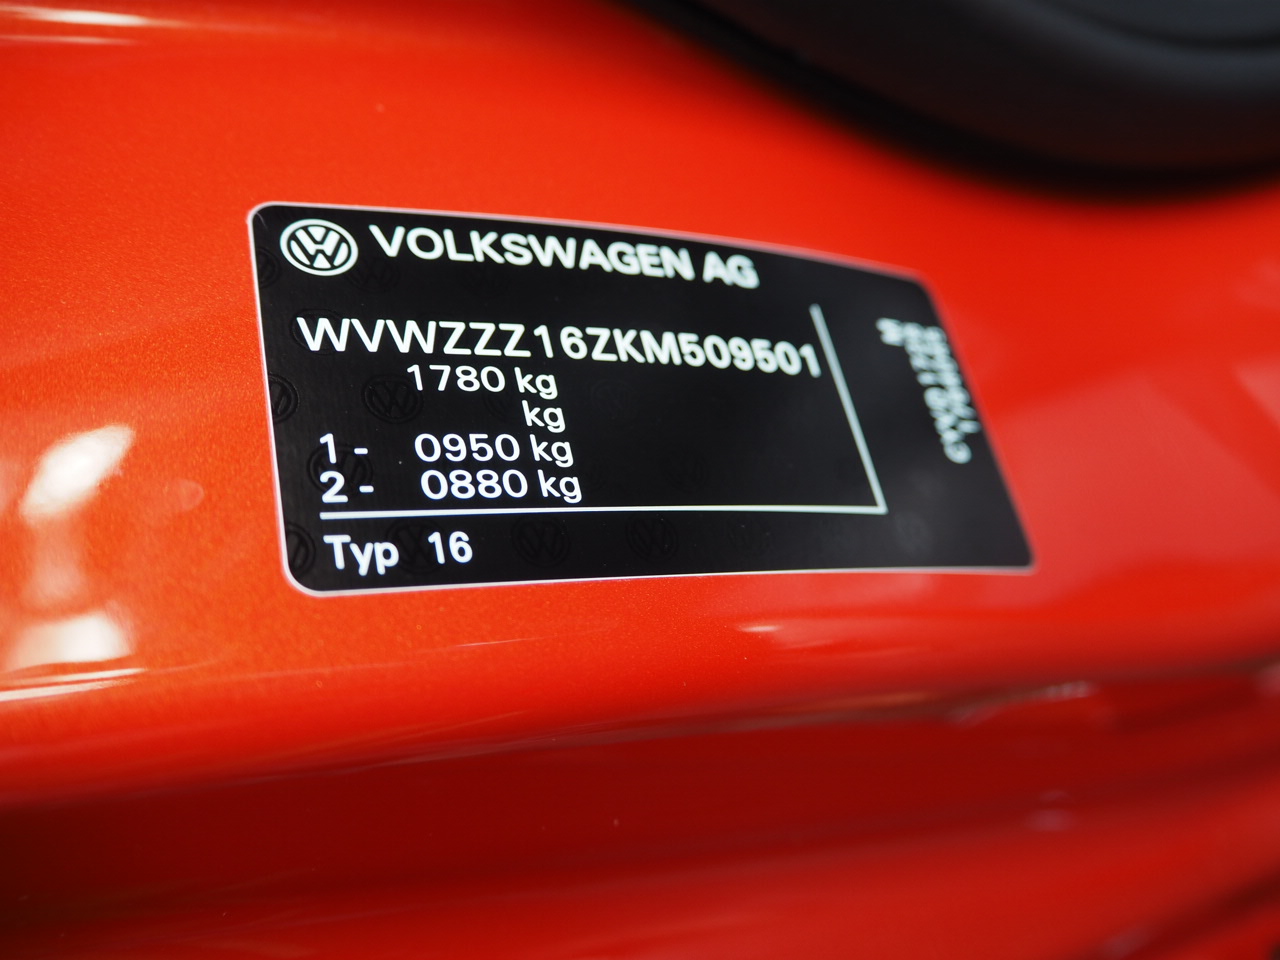 VOLKSWAGEN AG
WVWZZZ16ZKM509501
1780 kg
kg
1 - 0950 kg
2 - 0880 kg
Typ 16